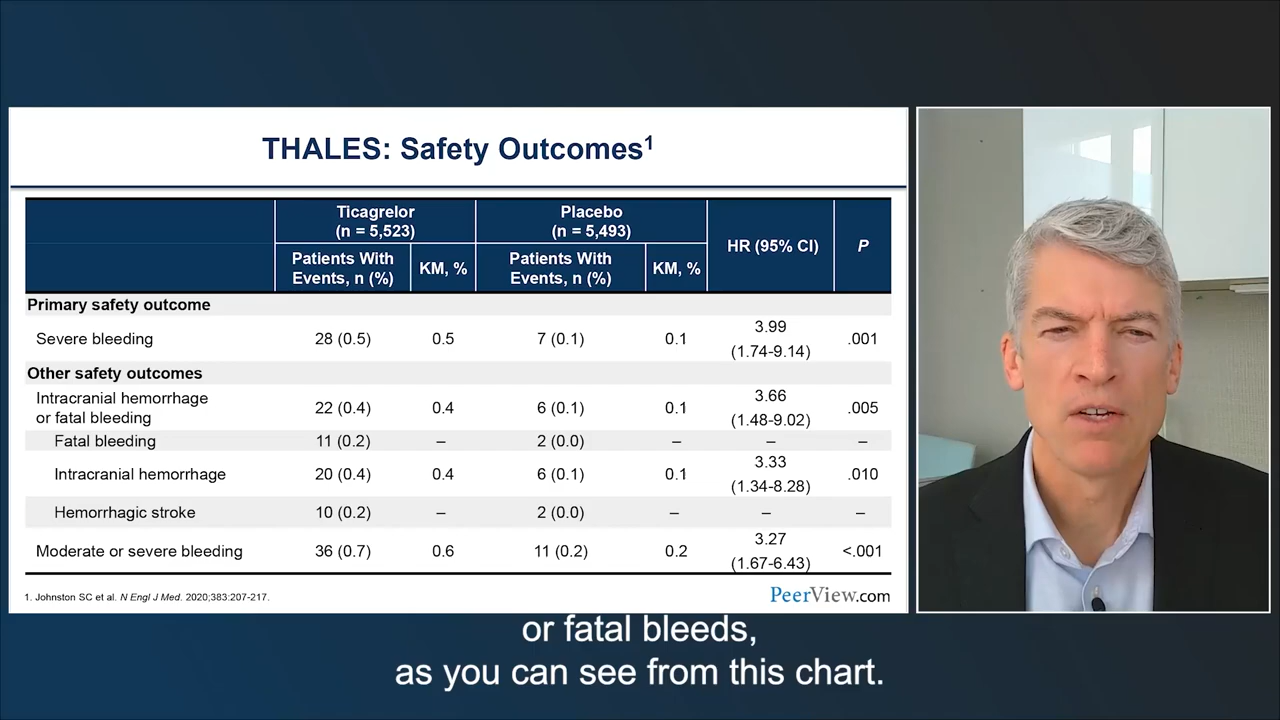 THALES: Safety Outcomes1
Ticagrelor
(n = 5,523)
Placebo
(n = 5,493)
HR (95% CI)
P
Patients With
Events, n (%)
KM, %
Patients With
Events, n (%)
KM, %
Primary safety outcome
Severe bleeding 28 (0.5) 0.5 7 (0.1) 0.1 3.99 (1.74-9.14) .001
Other safety outcomes
Intracranial hemorrhage
or fatal bleeding 22 (0.4) 0.4 6 (0.1) 0.1 3.66 (1.48-9.02) .005
Fatal bleeding 11 (0.2) – 2 (0.0) – – –
Intracranial hemorrhage 20 (0.4) 0.4 6 (0.1) 0.1 3.33 (1.34-8.28) .010
Hemorrhagic stroke 10 (0.2) – 2 (0.0) – – –
Moderate or severe bleeding 36 (0.7) 0.6 11 (0.2) 0.2 3.27 (1.67-6.43) <.001
1. Johnston SC et al. N Engl J Med. 2020;383:207-217.
PeerView.com
or fatal bleeds,
as you can see from this chart.